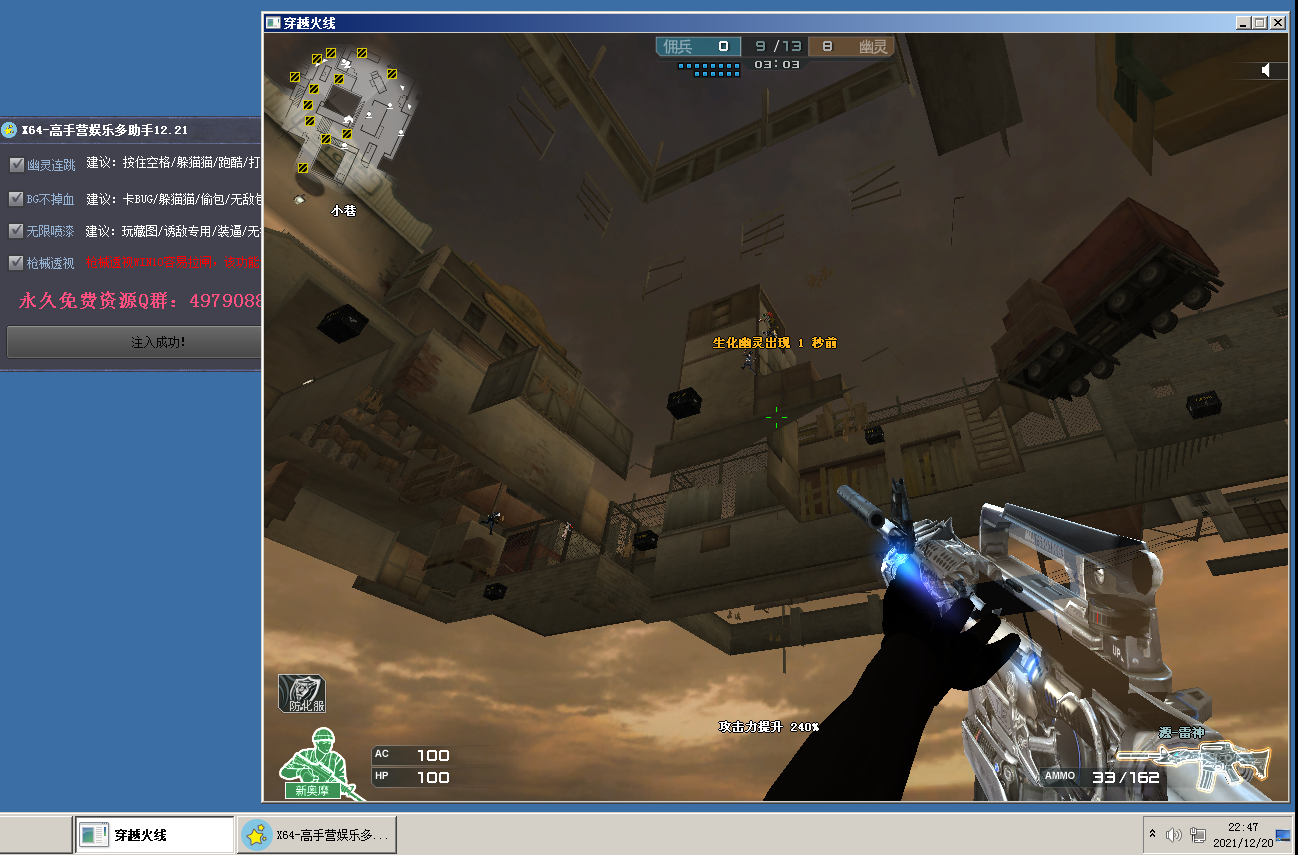 穿越火线
佣兵 0 9 /13 8 幽灵
03:03
小巷
X64-高手营娱乐多助手12.21
幽灵连跳 建议: 按住空格/躲猫猫/跑酷/打
BG不掉血 建议: 卡BUG/躲猫猫/偷包/无敌
无限喷漆 建议: 玩藏图/诱敌专用/装逼/无
枪械透视
永久免费资源Q群: 4979088
注入成功!
生化幽灵出现 1 秒前
防化服
攻击力提升 240%
源-雷神
AC 100
HP 100
AMMO 33/162
新奥摩
穿越火线
X64-高手营娱乐多...
22:47
2021/12/20